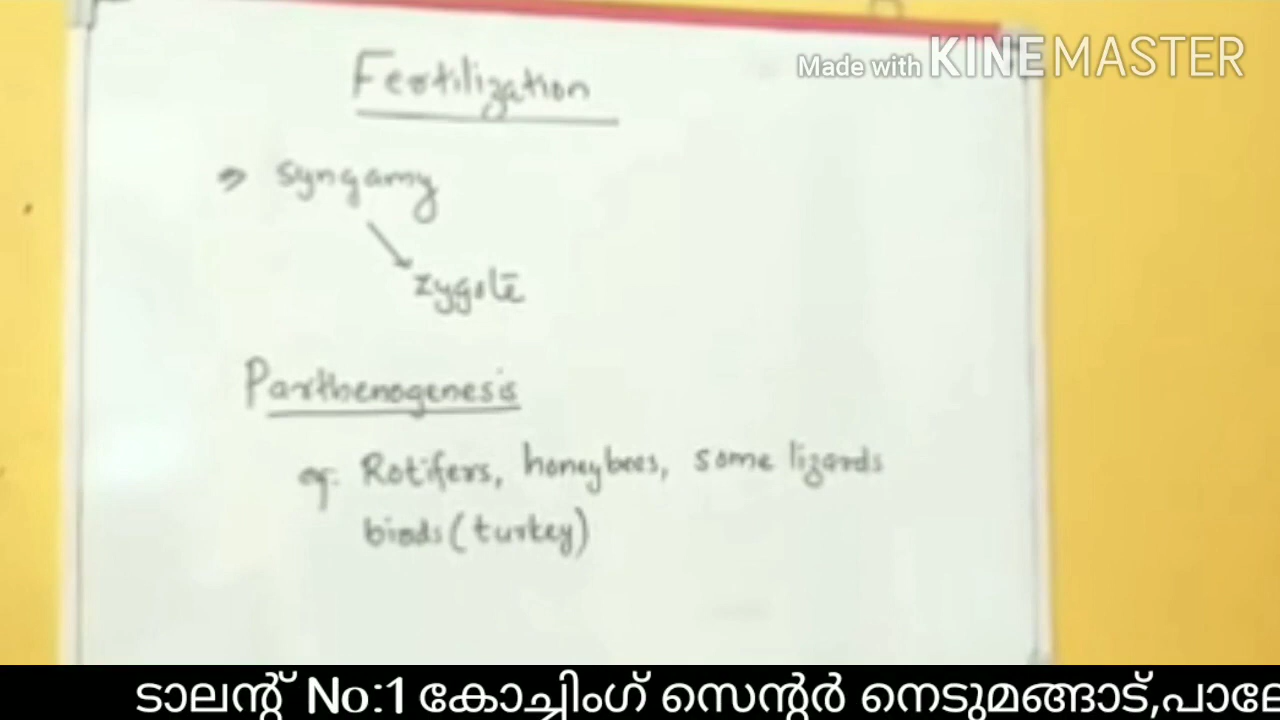 Made with KINEMASTER
Fertilization
⇒ Syngamy
zygote
Parthenogenesis
eg:- Rotifers, honeybees, some lizards
birds (turkey)
ടാലന്റ് No:1 കോച്ചിംഗ് സെന്റർ നെടുമങ്ങാട്,പാലേ